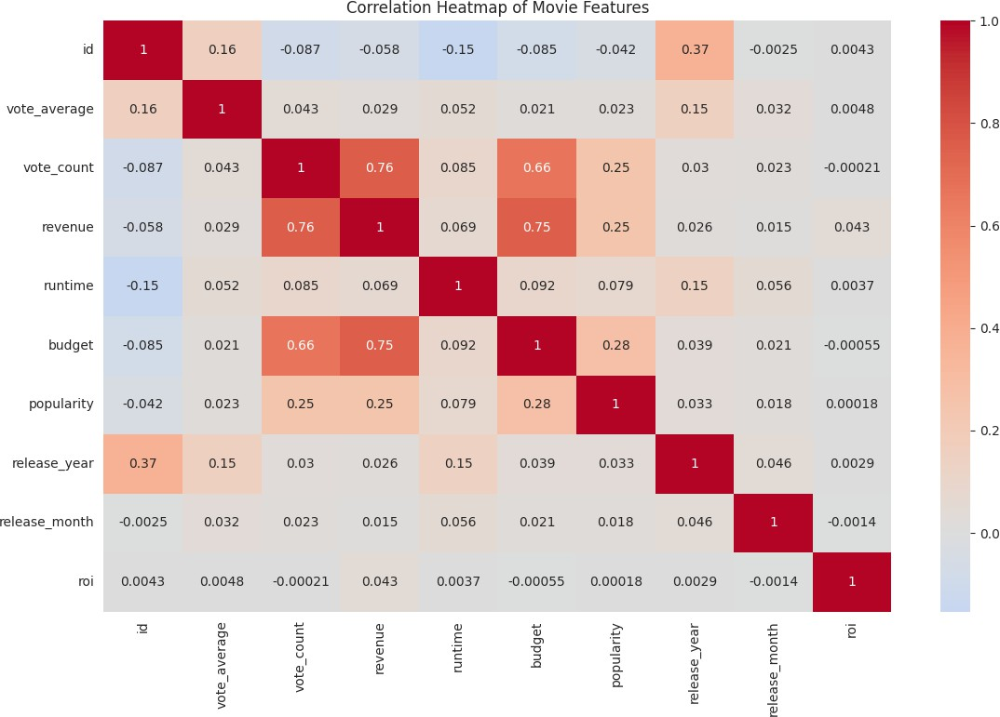 Correlation Heatmap of Movie Features
id 1 0.16 -0.087 -0.058 -0.15 -0.085 -0.042 0.37 -0.0025 0.0043
vote_average 0.16 1 0.043 0.029 0.052 0.021 0.023 0.15 0.032 0.0048
vote_count -0.087 0.043 1 0.76 0.085 0.66 0.25 0.03 0.023 -0.00021
revenue -0.058 0.029 0.76 1 0.069 0.75 0.25 0.026 0.015 0.043
runtime -0.15 0.052 0.085 0.069 1 0.092 0.079 0.15 0.056 0.0037
budget -0.085 0.021 0.66 0.75 0.092 1 0.28 0.039 0.021 -0.00055
popularity -0.042 0.023 0.25 0.25 0.079 0.28 1 0.033 0.018 0.00018
release_year 0.37 0.15 0.03 0.026 0.15 0.039 0.033 1 0.046 0.0029
release_month -0.0025 0.032 0.023 0.015 0.056 0.021 0.018 0.046 1 -0.0014
roi 0.0043 0.0048 -0.00021 0.043 0.0037 -0.00055 0.00018 0.0029 -0.0014 1
id vote_average vote_count revenue runtime budget popularity release_year release_month roi
1.0
0.8
0.6
0.4
0.2
0.0